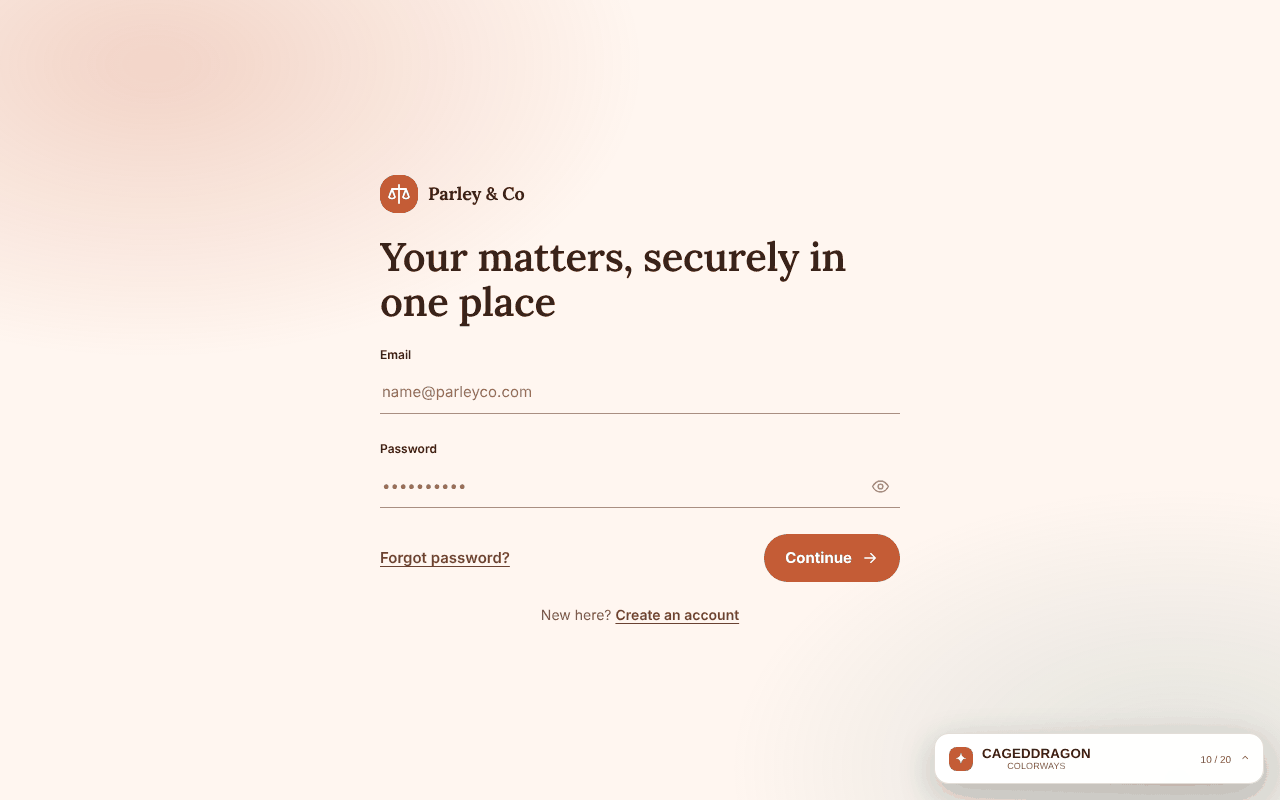 Parley & Co
Your matters, securely in
one place
Email
name@parleyco.com
Password
••••••••••
Forgot password?
Continue
New here? Create an account
CAGEDDRAGON
COLORWAYS
10 / 20